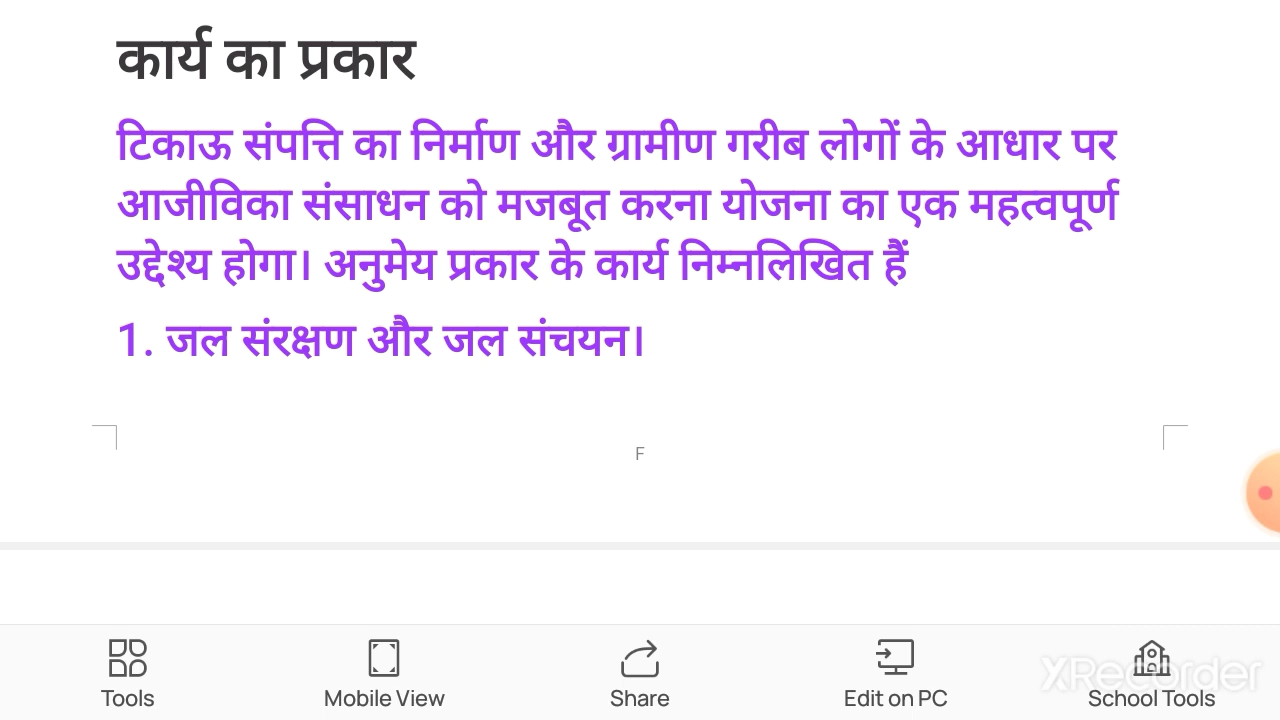 कार्य का प्रकार
टिकाऊ संपत्ति का निर्माण और ग्रामीण गरीब लोगों के आधार पर
आजीविका संसाधन को मजबूत करना योजना का एक महत्वपूर्ण
उद्देश्य होगा। अनुमेय प्रकार के कार्य निम्नलिखित हैं
1. जल संरक्षण और जल संचयन।
F
Tools Mobile View Share Edit on PC School Tools
XRecorder